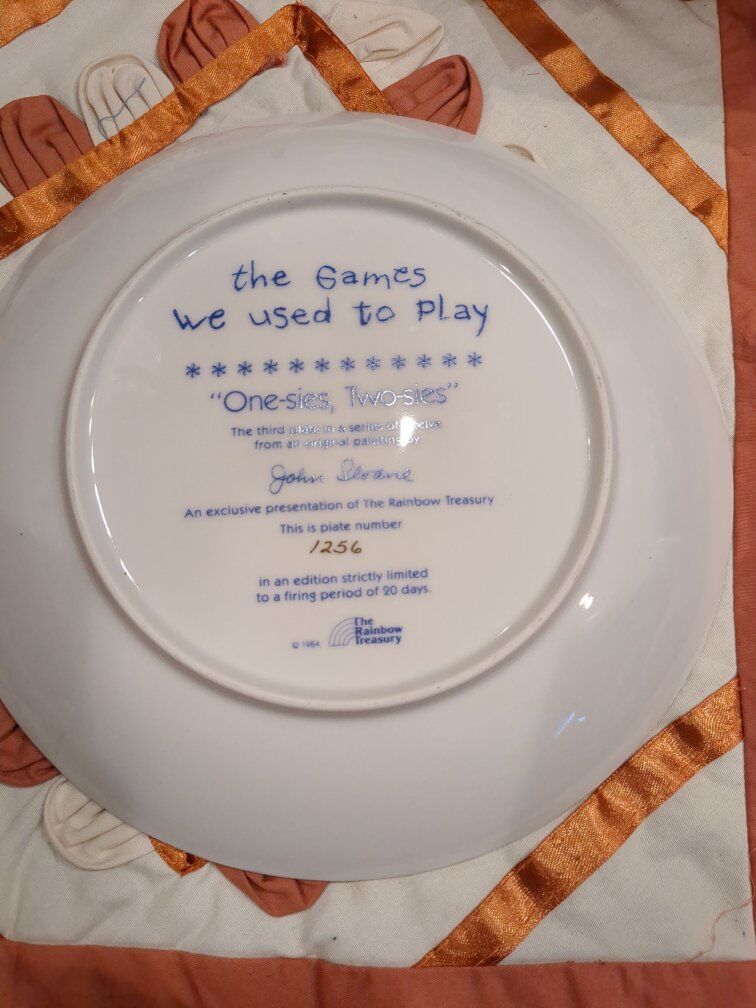 the Games
we used to Play
* * * * * * * * * * * *
"One-sies, Two-sies"
The third plate in a series of twelve
from an original painting by
John Sloane
An exclusive presentation of The Rainbow Treasury
This is plate number
1256
in an edition strictly limited
to a firing period of 20 days.
© 1984
The
Rainbow
Treasury